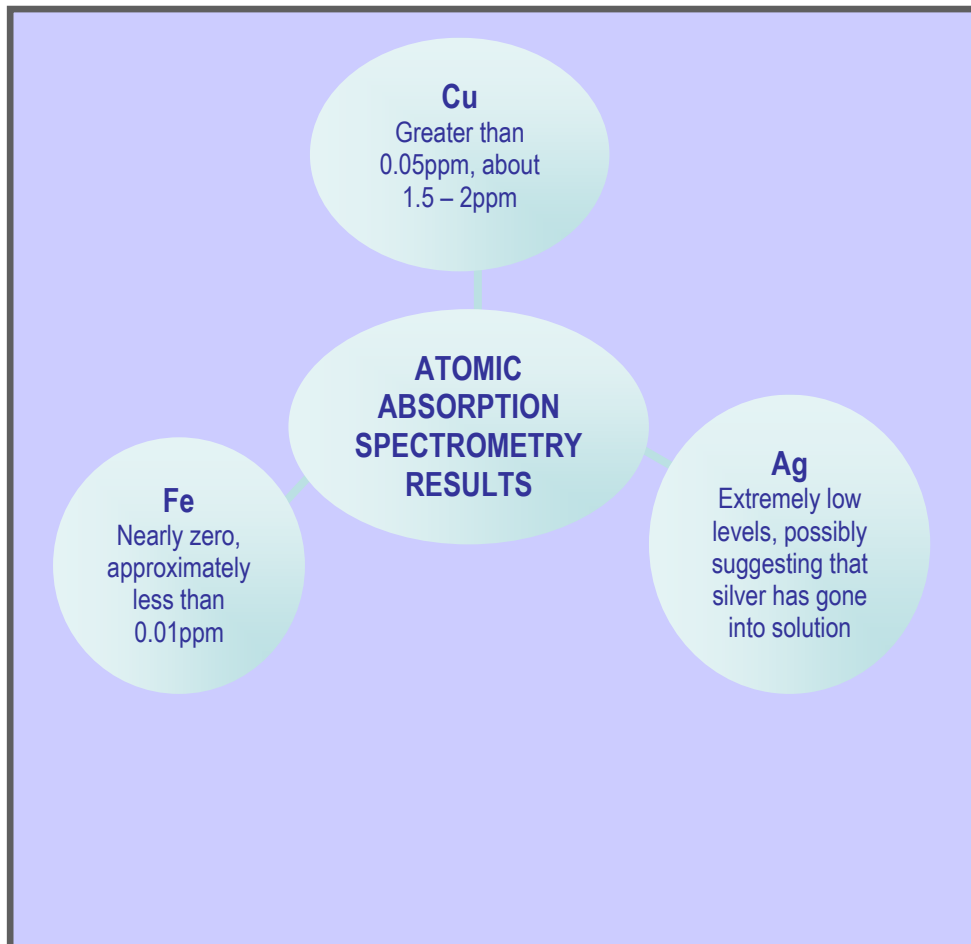 Cu
Greater than
0.05ppm, about
1.5 – 2ppm
ATOMIC
ABSORPTION
SPECTROMETRY
RESULTS
Fe
Nearly zero,
approximately
less than
0.01ppm
Ag
Extremely low
levels, possibly
suggesting that
silver has gone
into solution